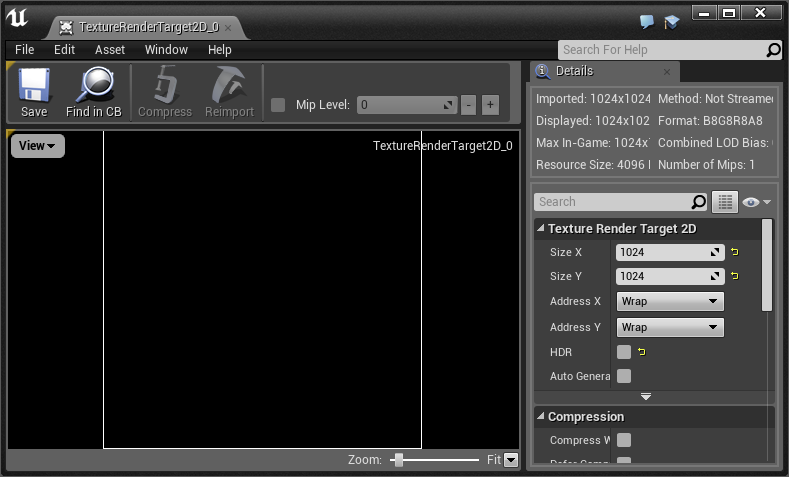 TextureRenderTarget2D_0
File Edit Asset Window Help
Search For Help
Save Find in CB Compress Reimport
Mip Level: 0 - +
View
TextureRenderTarget2D_0
Zoom: Fit
Details
Imported: 1024x1024 Method: Not Streamed
Displayed: 1024x102 Format: B8G8R8A8
Max In-Game: 1024x Combined LOD Bias:
Resource Size: 4096 Number of Mips: 1
Search
Texture Render Target 2D
Size X 1024
Size Y 1024
Address X Wrap
Address Y Wrap
HDR
Auto Genera
Compression
Compress